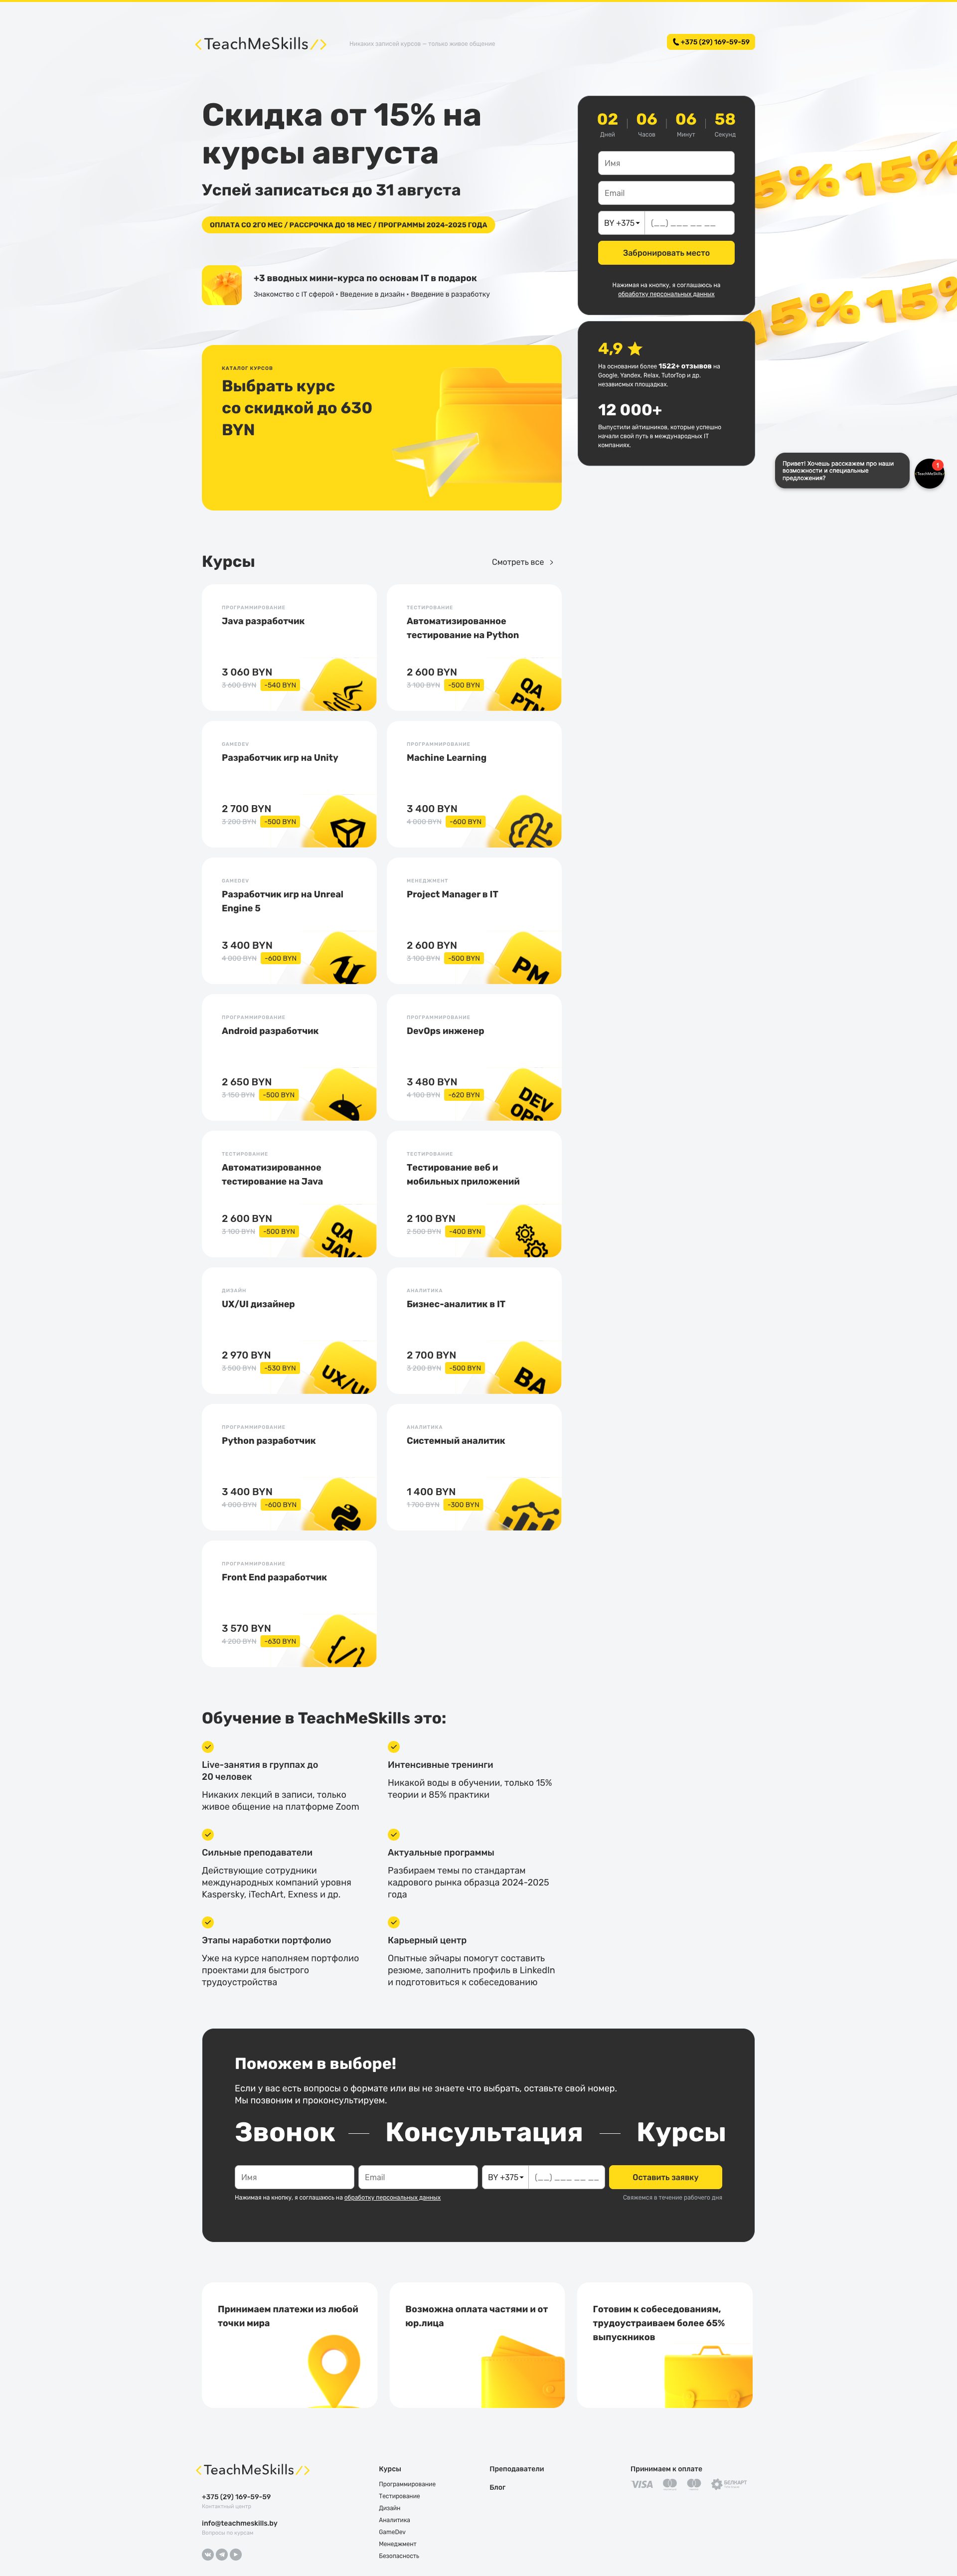 <TeachMeSkills/>
Никаких записей курсов — только живое общение
+375 (29) 169-59-59
Скидка от 15% на
курсы августа
Успей записаться до 31 августа
ОПЛАТА СО 2ГО МЕС / РАССРОЧКА ДО 18 МЕС / ПРОГРАММЫ 2024-2025 ГОДА
+3 вводных мини-курса по основам IT в подарок
Знакомство с IT сферой • Введение в дизайн • Введение в разработку
02 06 06 58
Дней Часов Минут Секунд
Имя
Email
BY +375 (__) ___ __ __
Забронировать место
Нажимая на кнопку, я соглашаюсь на
обработку персональных данных
15% 15%
15% 15%
4,9
На основании более 1522+ отзывов на
Google, Yandex, Relax, TutorTop и др.
независмых площадках.
12 000+
Выпустили айтишников, которые успешно
начали свой путь в международных IT
компаниях.
КАТАЛОГ КУРСОВ
Выбрать курс
со скидкой до 630
BYN
Привет! Хочешь расскажем про наши
возможности и специальные
предложения?
1
TeachMeSkills
Курсы
Смотреть все
ПРОГРАММИРОВАНИЕ
Java разработчик
3 060 BYN
3 600 BYN -540 BYN
ТЕСТИРОВАНИЕ
Автоматизированное
тестирование на Python
2 600 BYN
3 100 BYN -500 BYN
QA
PTN
GAMEDEV
Разработчик игр на Unity
2 700 BYN
3 200 BYN -500 BYN
ПРОГРАММИРОВАНИЕ
Machine Learning
3 400 BYN
4 000 BYN -600 BYN
GAMEDEV
Разработчик игр на Unreal
Engine 5
3 400 BYN
4 000 BYN -600 BYN
МЕНЕДЖМЕНТ
Project Manager в IT
2 600 BYN
3 100 BYN -500 BYN
PM
ПРОГРАММИРОВАНИЕ
Android разработчик
2 650 BYN
3 150 BYN -500 BYN
ПРОГРАММИРОВАНИЕ
DevOps инженер
3 480 BYN
4 100 BYN -620 BYN
DEV
OPS
ТЕСТИРОВАНИЕ
Автоматизированное
тестирование на Java
2 600 BYN
3 100 BYN -500 BYN
QA
JAVA
ТЕСТИРОВАНИЕ
Тестирование веб и
мобильных приложений
2 100 BYN
2 500 BYN -400 BYN
ДИЗАЙН
UX/UI дизайнер
2 970 BYN
3 500 BYN -530 BYN
UX/UI
АНАЛИТИКА
Бизнес-аналитик в IT
2 700 BYN
3 200 BYN -500 BYN
BA
ПРОГРАММИРОВАНИЕ
Python разработчик
3 400 BYN
4 000 BYN -600 BYN
АНАЛИТИКА
Системный аналитик
1 400 BYN
1 700 BYN -300 BYN
ПРОГРАММИРОВАНИЕ
Front End разработчик
3 570 BYN
4 200 BYN -630 BYN
Обучение в TeachMeSkills это:
Live-занятия в группах до
20 человек
Никаких лекций в записи, только
живое общение на платформе Zoom
Интенсивные тренинги
Никакой воды в обучении, только 15%
теории и 85% практики
Сильные преподаватели
Действующие сотрудники
международных компаний уровня
Kaspersky, iTechArt, Exness и др.
Актуальные программы
Разбираем темы по стандартам
кадрового рынка образца 2024-2025
года
Этапы наработки портфолио
Уже на курсе наполняем портфолио
проектами для быстрого
трудоустройства
Карьерный центр
Опытные эйчары помогут составить
резюме, заполнить профиль в LinkedIn
и подготовиться к собеседованию
Поможем в выборе!
Если у вас есть вопросы о формате или вы не знаете что выбрать, оставьте свой номер.
Мы позвоним и проконсультируем.
Звонок — Консультация — Курсы
Имя
Email
BY +375 (__) ___ __ __
Оставить заявку
Нажимая на кнопку, я соглашаюсь на обработку персональных данных
Свяжемся в течение рабочего дня
Принимаем платежи из любой
точки мира
Возможна оплата частями и от
юр.лица
Готовим к собеседованиям,
трудоустраиваем более 65%
выпускников
<TeachMeSkills/>
+375 (29) 169-59-59
Контактный центр
info@teachmeskills.by
Вопросы по курсам
Курсы
Программирование
Тестирование
Дизайн
Аналитика
GameDev
Менеджмент
Безопасность
Преподаватели
Блог
Принимаем к оплате
VISA
БЕЛКАРТ